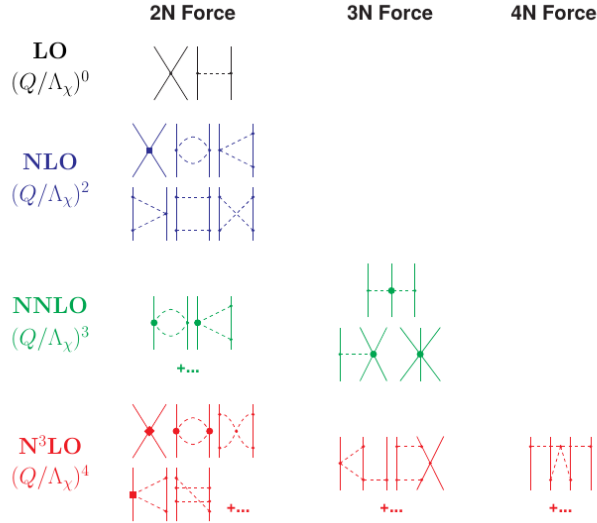 2N Force 3N Force 4N Force
LO
(Q/Λχ)⁰
NLO
(Q/Λχ)²
NNLO
(Q/Λχ)³
+...
N³LO
(Q/Λχ)⁴
+... +... +...